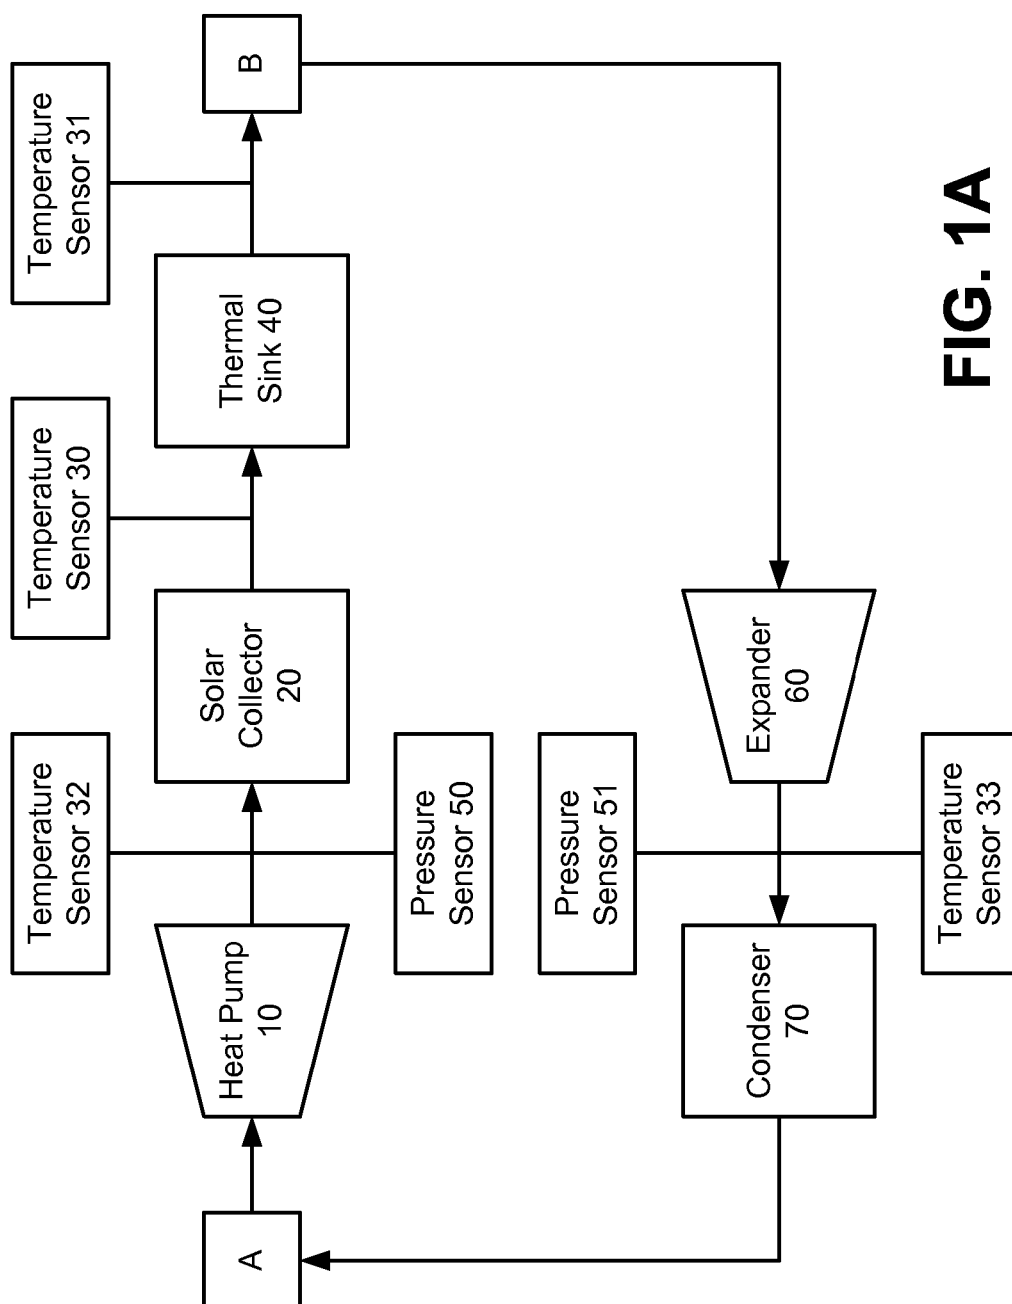 Temperature
Sensor 32
Temperature
Sensor 30
Temperature
Sensor 31
A
Heat Pump
10
Solar
Collector
20
Thermal
Sink 40
B
Pressure
Sensor 50
Pressure
Sensor 51
Condenser
70
Expander
60
Temperature
Sensor 33
FIG. 1A